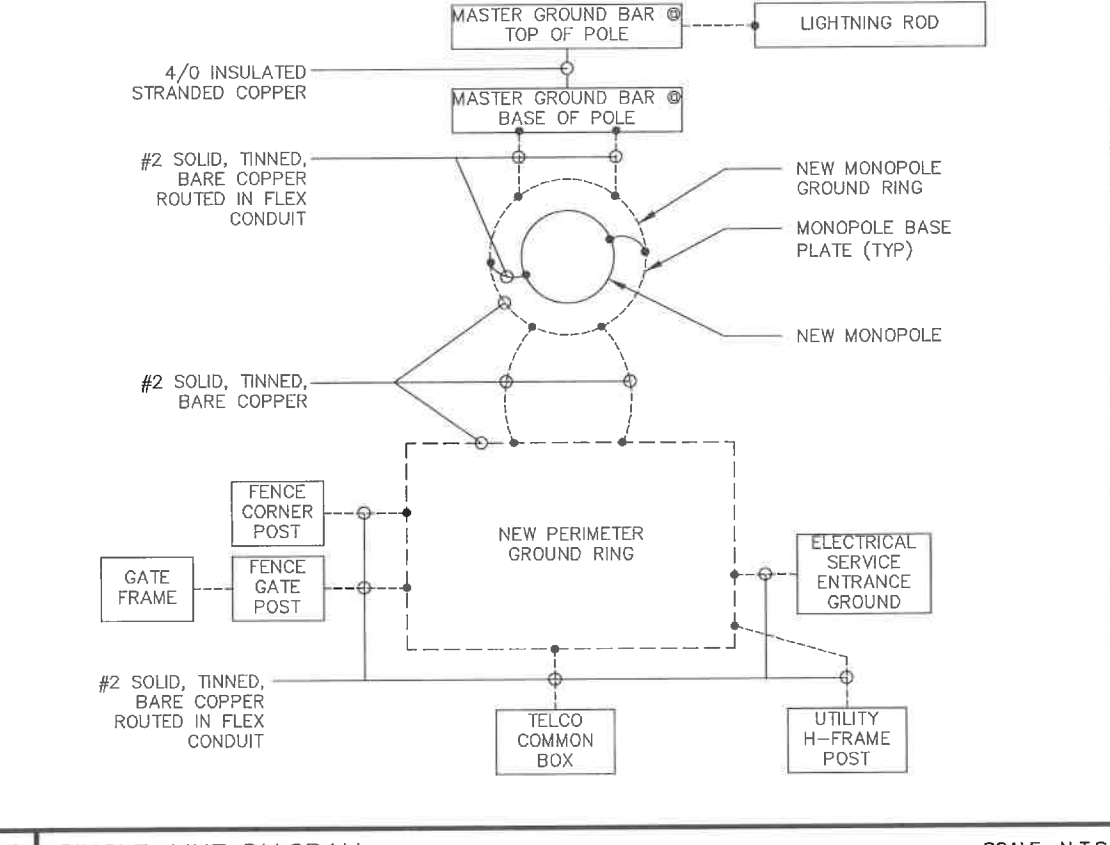 MASTER GROUND BAR @
TOP OF POLE
LIGHTNING ROD
4/0 INSULATED
STRANDED COPPER
MASTER GROUND BAR @
BASE OF POLE
#2 SOLID, TINNED,
BARE COPPER
ROUTED IN FLEX
CONDUIT
NEW MONOPOLE
GROUND RING
MONOPOLE BASE
PLATE (TYP)
NEW MONOPOLE
#2 SOLID, TINNED,
BARE COPPER
FENCE
CORNER
POST
NEW PERIMETER
GROUND RING
GATE
FRAME
FENCE
GATE
POST
ELECTRICAL
SERVICE
ENTRANCE
GROUND
#2 SOLID, TINNED,
BARE COPPER
ROUTED IN FLEX
CONDUIT
TELCO
COMMON
BOX
UTILITY
H-FRAME
POST